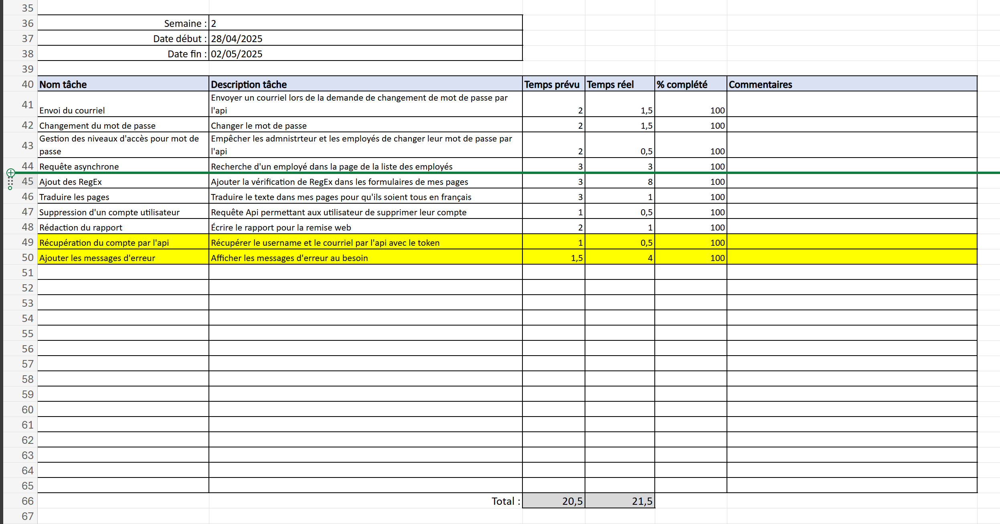 35
36 Semaine : 2
37 Date début : 28/04/2025
38 Date fin : 02/05/2025
39
40 Nom tâche Description tâche Temps prévu Temps réel % complété Commentaires
Envoyer un courriel lors de la demande de changement de mot de passe par
41 Envoi du courriel l'api 2 1,5 100
42 Changement du mot de passe Changer le mot de passe 2 1,5 100
Gestion des niveaux d'accès pour mot de Empêcher les admnistrteur et les employés de changer leur mot de passe par
43 passe l'api 2 0,5 100
44 Requête asynchrone Recherche d'un employé dans la page de la liste des employés 3 3 100
45 Ajout des RegEx Ajouter la vérification de RegEx dans les formulaires de mes pages 3 8 100
46 Traduire les pages Traduire le texte dans mes pages pour qu'ils soient tous en français 3 1 100
47 Suppression d'un compte utilisateur Requête Api permettant aux utilisateur de supprimer leur compte 1 0,5 100
48 Rédaction du rapport Écrire le rapport pour la remise web 2 1 100
49 Récupération du compte par l'api Récupérer le username et le courriel par l'api avec le token 1 0,5 100
50 Ajouter les messages d'erreur Afficher les messages d'erreur au besoin 1,5 4 100
51
52
53
54
55
56
57
58
59
60
61
62
63
64
65
66 Total : 20,5 21,5
67